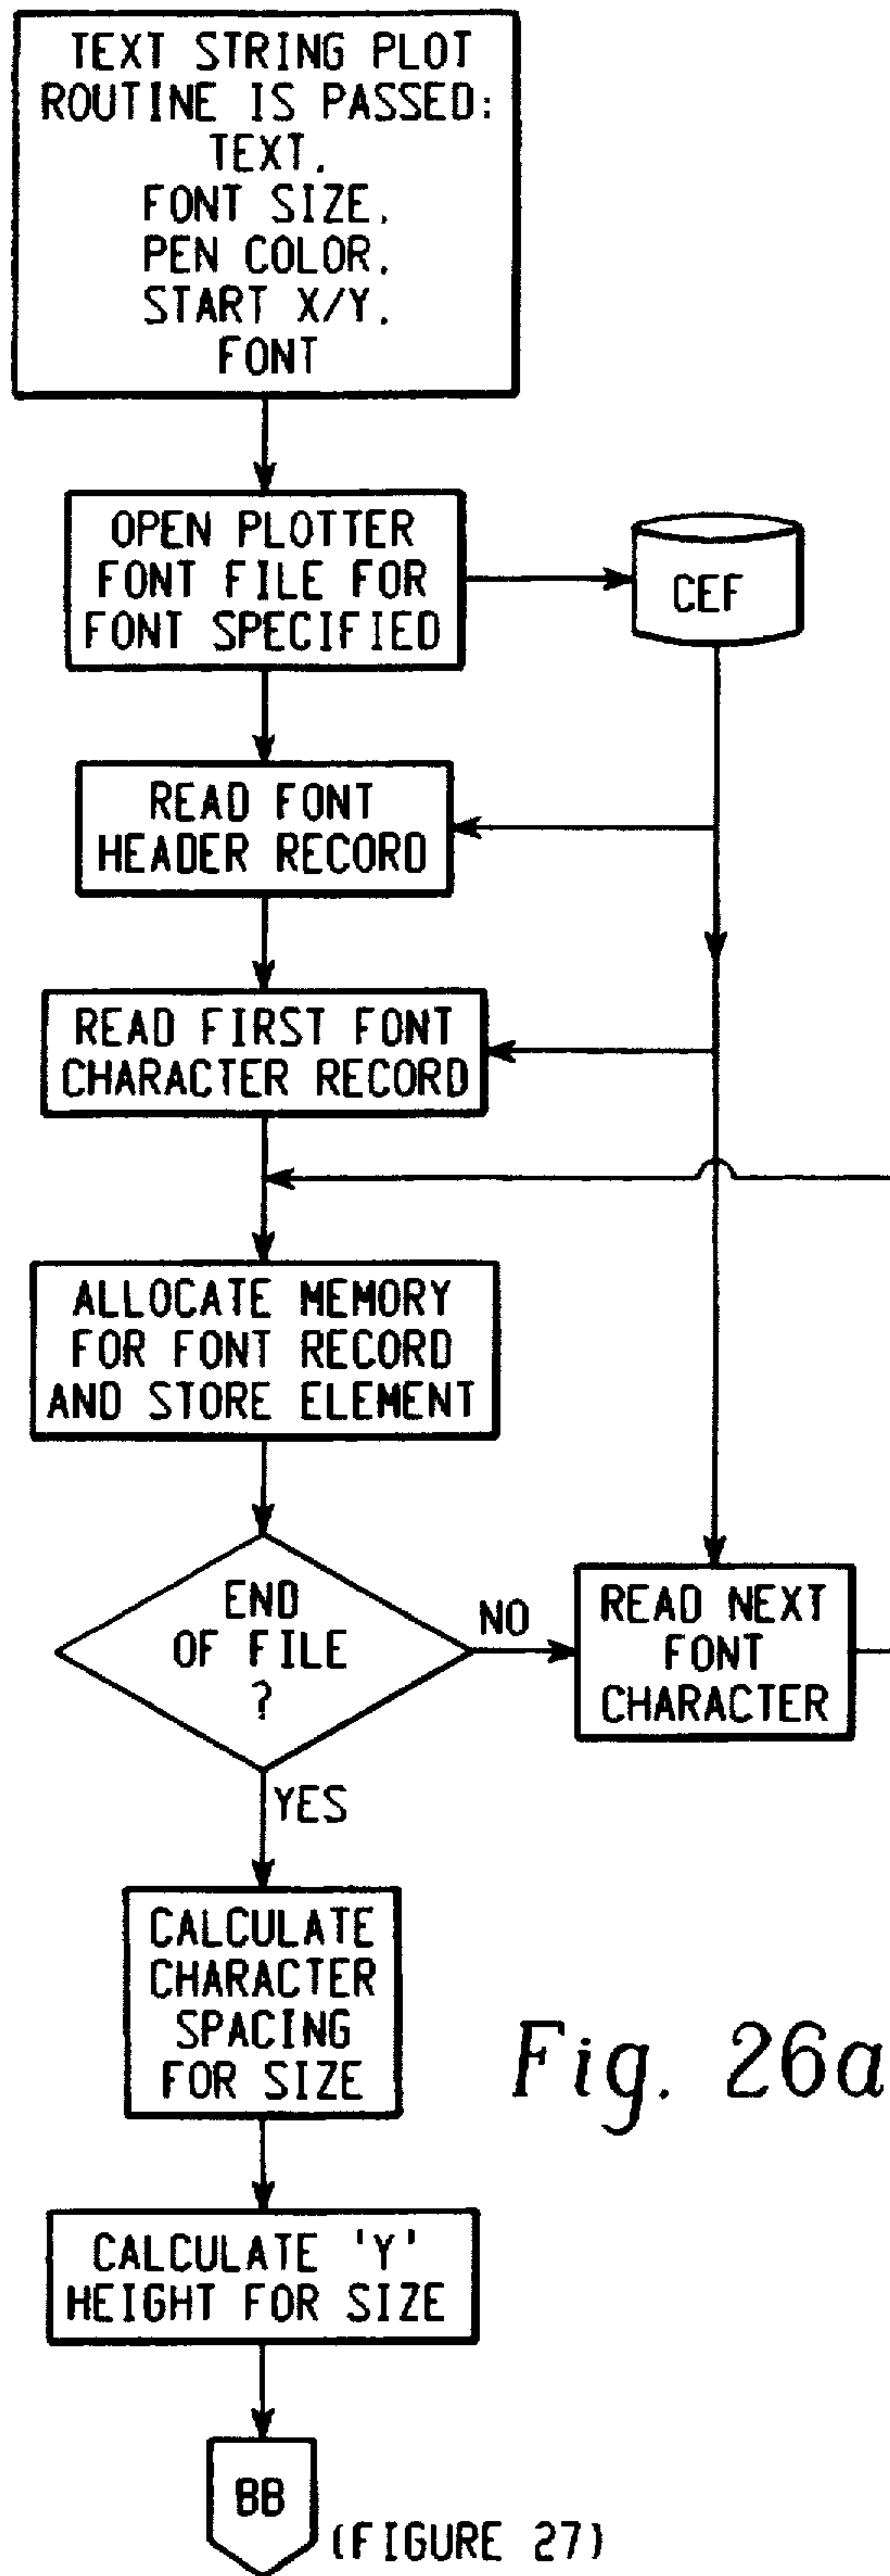 TEXT STRING PLOT
ROUTINE IS PASSED:
TEXT,
FONT SIZE,
PEN COLOR,
START X/Y,
FONT
OPEN PLOTTER
FONT FILE FOR
FONT SPECIFIED
CEF
READ FONT
HEADER RECORD
READ FIRST FONT
CHARACTER RECORD
ALLOCATE MEMORY
FOR FONT RECORD
AND STORE ELEMENT
END
OF FILE
?
NO
READ NEXT
FONT
CHARACTER
YES
CALCULATE
CHARACTER
SPACING
FOR SIZE
Fig. 26a
CALCULATE 'Y'
HEIGHT FOR SIZE
BB
(FIGURE 27)